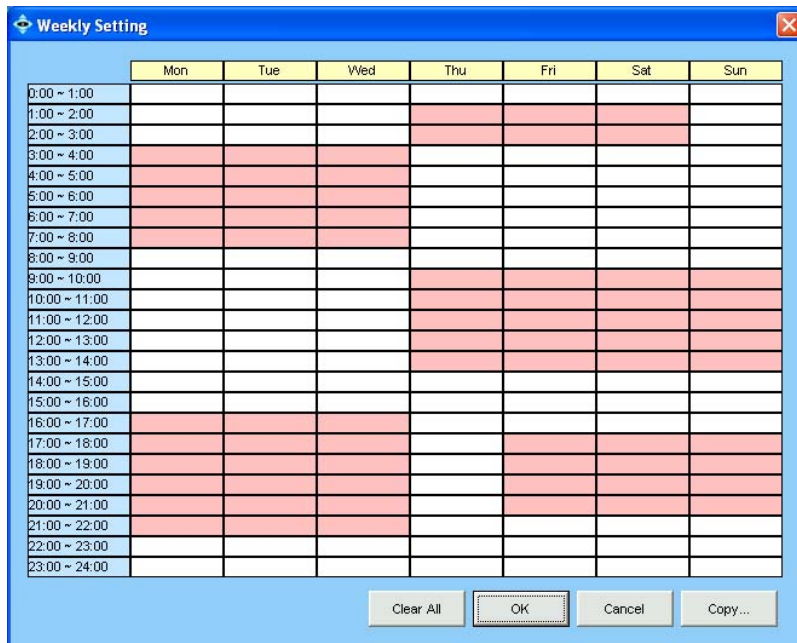 Weekly Setting
Mon Tue Wed Thu Fri Sat Sun
0:00 ~ 1:00
1:00 ~ 2:00
2:00 ~ 3:00
3:00 ~ 4:00
4:00 ~ 5:00
5:00 ~ 6:00
6:00 ~ 7:00
7:00 ~ 8:00
8:00 ~ 9:00
9:00 ~ 10:00
10:00 ~ 11:00
11:00 ~ 12:00
12:00 ~ 13:00
13:00 ~ 14:00
14:00 ~ 15:00
15:00 ~ 16:00
16:00 ~ 17:00
17:00 ~ 18:00
18:00 ~ 19:00
19:00 ~ 20:00
20:00 ~ 21:00
21:00 ~ 22:00
22:00 ~ 23:00
23:00 ~ 24:00
Clear All OK Cancel Copy...